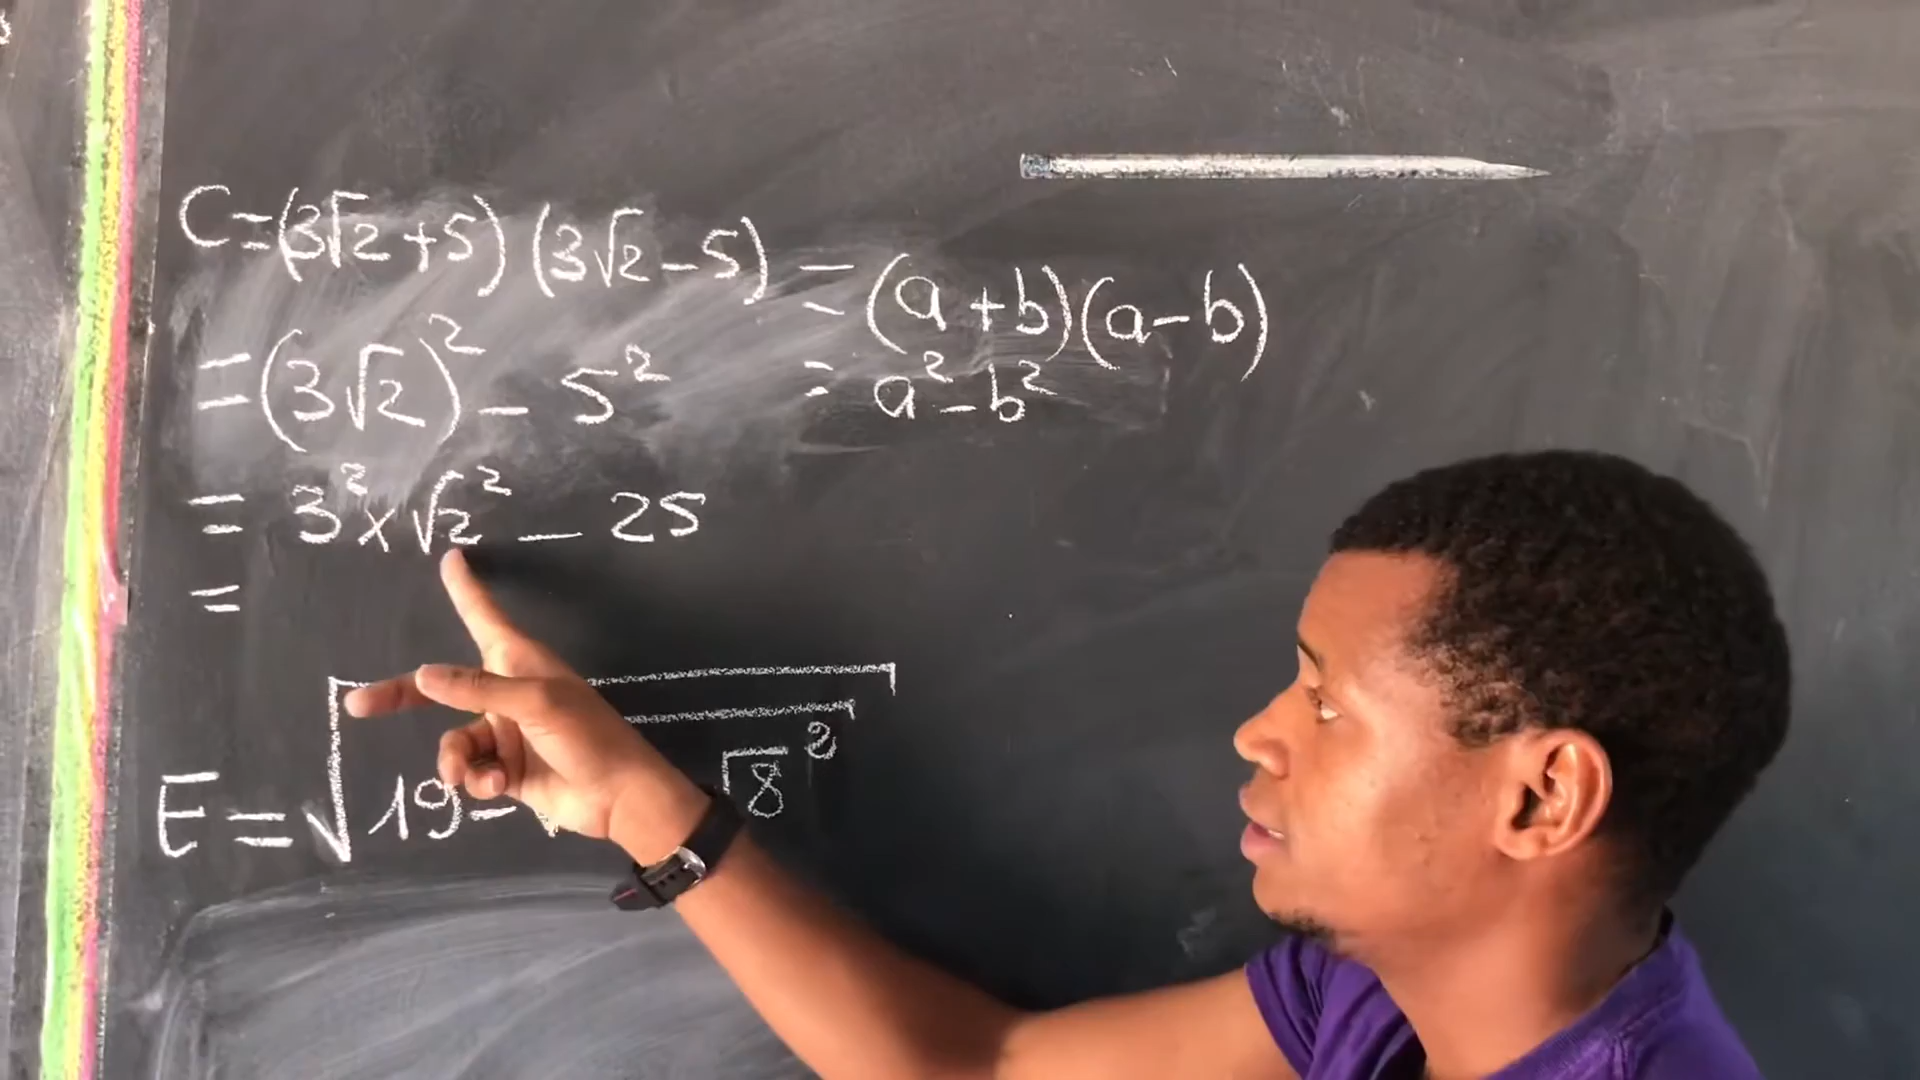 C=(3√2+5)(3√2-5) = (a+b)(a-b)
=(3√2)² - 5² = a²-b²
= 3²×√2² - 25
=
E=√19- √8²